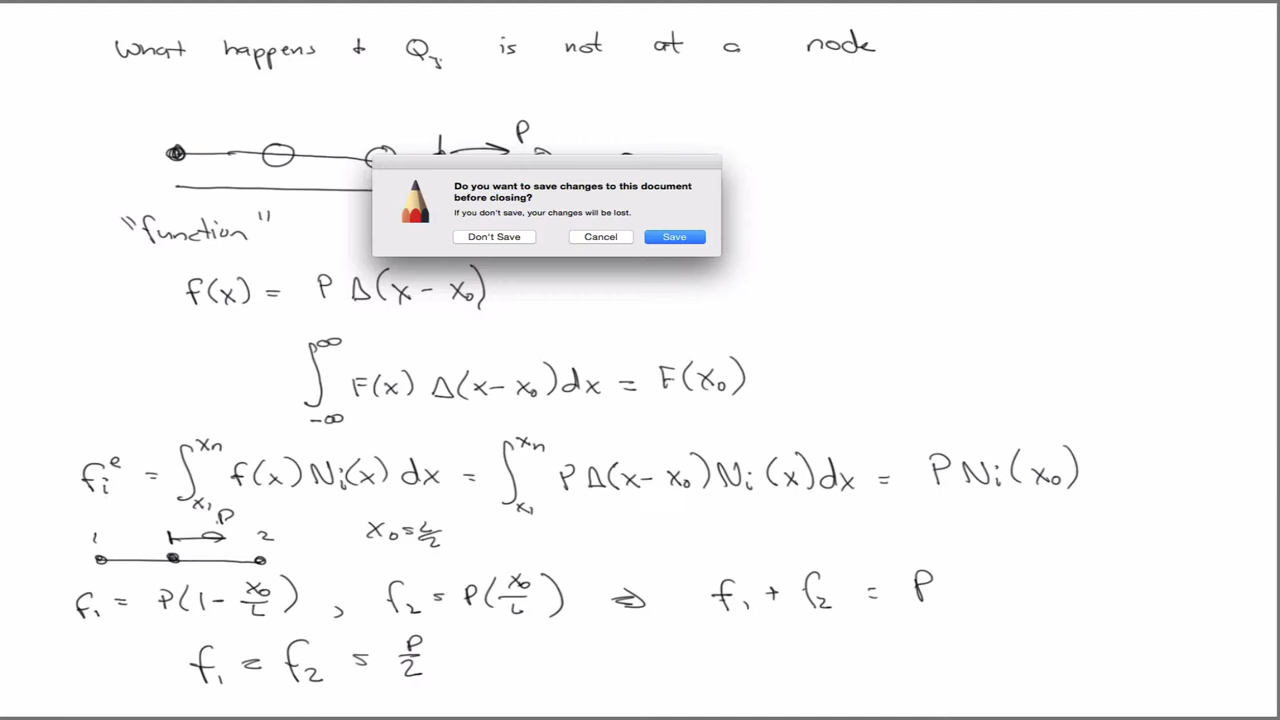 What happens if Qj is not at a node
P
Do you want to save changes to this document before closing?
If you don't save, your changes will be lost.
Don't Save Cancel Save
"function"
f(x) = P Δ(x - x₀)
∫_{-∞}^{∞} F(x) Δ(x - x₀)dx = F(x₀)
fᵢᵉ = ∫_{x₁}^{xₙ} f(x) Nᵢ(x) dx = ∫_{x₁}^{xₙ} P Δ(x - x₀) Nᵢ(x)dx = P Nᵢ(x₀)
1 P 2 x₀ = L/2
f₁ = P(1 - x₀/L) , f₂ = P(x₀/L) ⇒ f₁ + f₂ = P
f₁ = f₂ = P/2